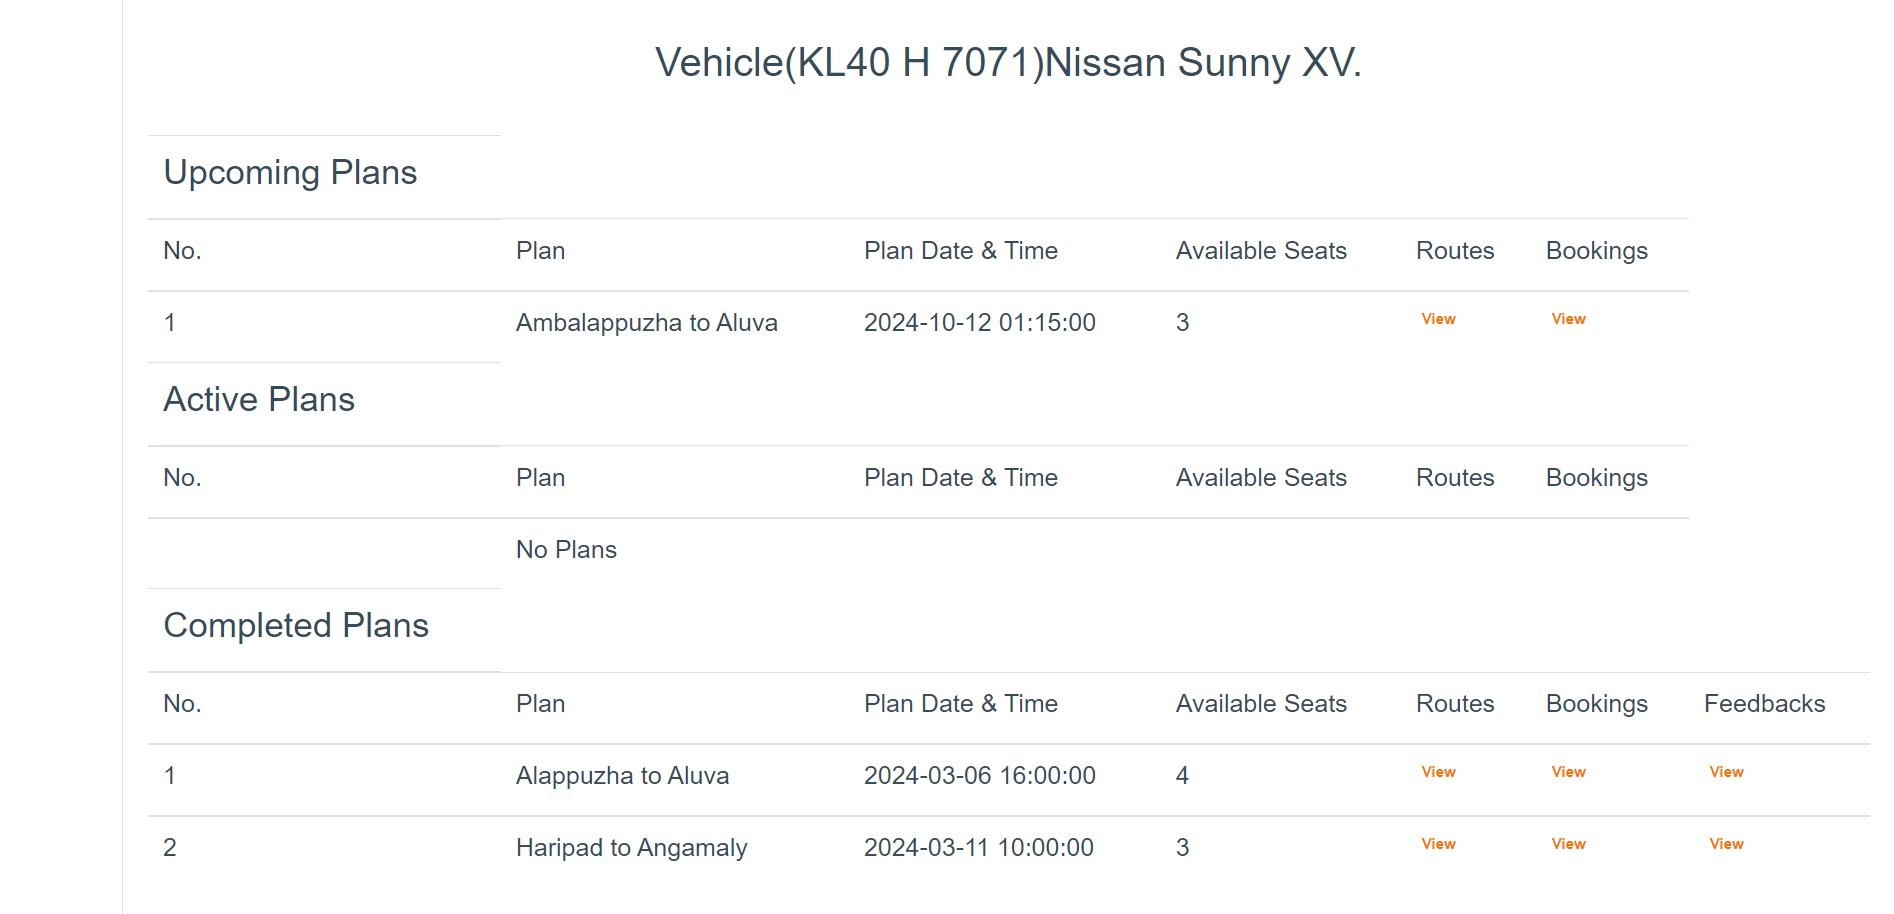 Vehicle(KL40 H 7071)Nissan Sunny XV.
Upcoming Plans
No. Plan Plan Date & Time Available Seats Routes Bookings
1 Ambalappuzha to Aluva 2024-10-12 01:15:00 3 View View
Active Plans
No. Plan Plan Date & Time Available Seats Routes Bookings
No Plans
Completed Plans
No. Plan Plan Date & Time Available Seats Routes Bookings Feedbacks
1 Alappuzha to Aluva 2024-03-06 16:00:00 4 View View View
2 Haripad to Angamaly 2024-03-11 10:00:00 3 View View View